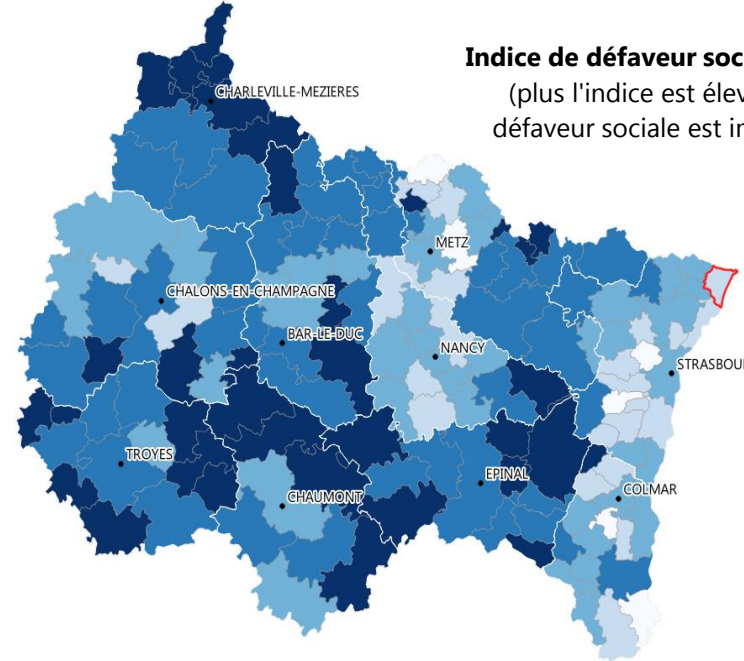 Indice de défaveur soc
(plus l'indice est élev
défaveur sociale est in
CHARLEVILLE-MEZIERES
METZ
CHALONS-EN-CHAMPAGNE
BAR-LE-DUC
NANCY
STRASBOU
TROYES
EPINAL
CHAUMONT
COLMAR